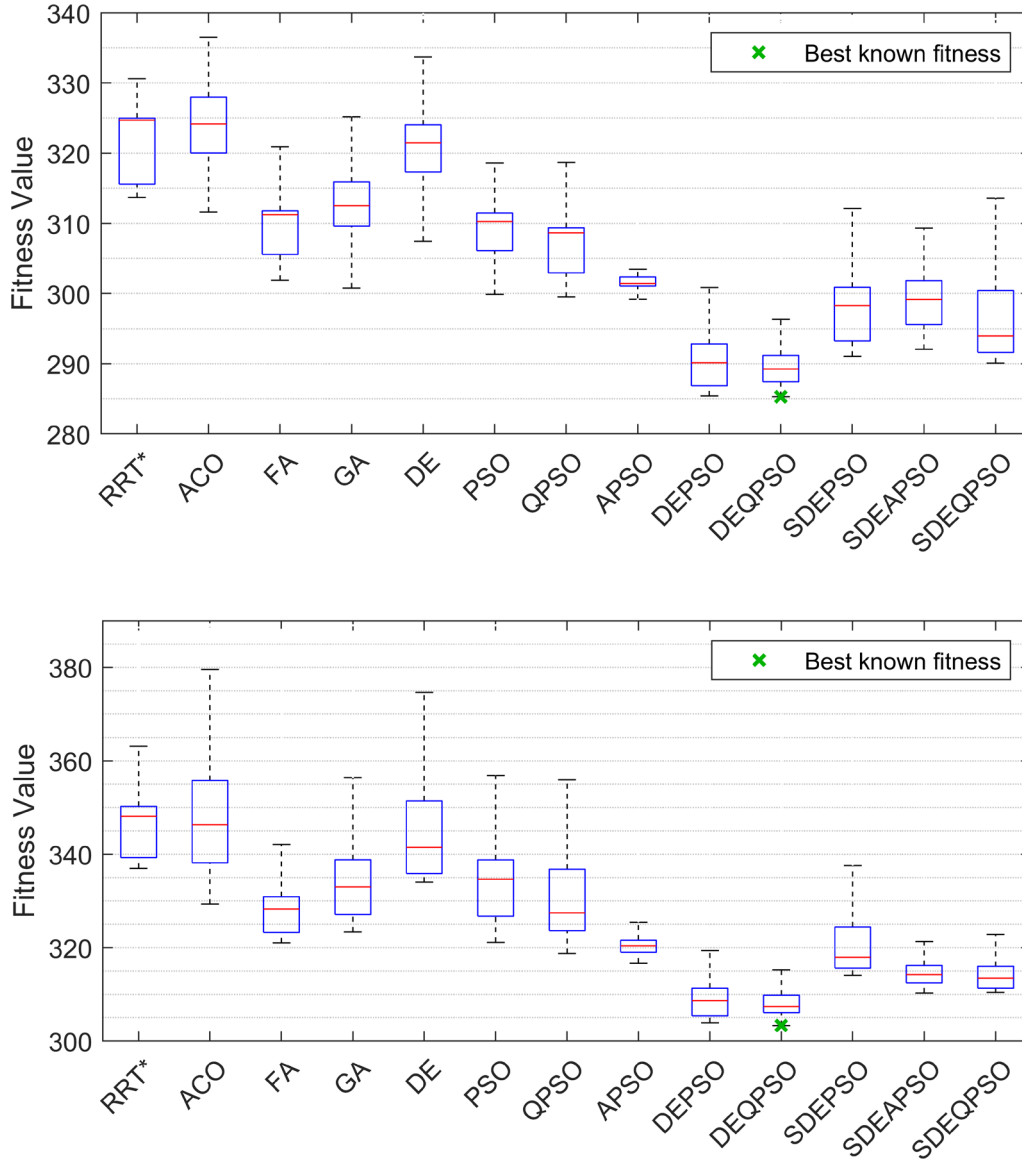 340
330
320
310
300
290
280
Fitness Value
Best known fitness
RRT*
ACO
FA
GA
DE
PSO
QPSO
APSO
DEPSO
DEQPSO
SDEPSO
SDEAPSO
SDEQPSO
380
360
340
320
300
Fitness Value
Best known fitness
RRT*
ACO
FA
GA
DE
PSO
QPSO
APSO
DEPSO
DEQPSO
SDEPSO
SDEAPSO
SDEQPSO